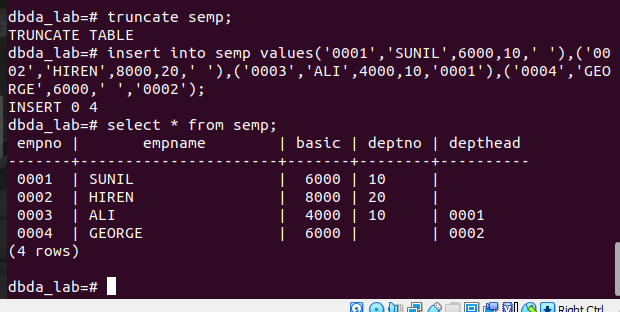 dbda_lab=# truncate semp;
TRUNCATE TABLE
dbda_lab=# insert into semp values('0001','SUNIL',6000,10,' '),('00
02','HIREN',8000,20,' '),('0003','ALI',4000,10,'0001'),('0004','GEO
RGE',6000,' ','0002');
INSERT 0 4
dbda_lab=# select * from semp;
 empno |       empname        | basic | deptno | depthead
-------+----------------------+-------+--------+----------
 0001  | SUNIL                |  6000 | 10     |
 0002  | HIREN                |  8000 | 20     |
 0003  | ALI                  |  4000 | 10     | 0001
 0004  | GEORGE               |  6000 |        | 0002
(4 rows)
dbda_lab=#
Right Ctrl